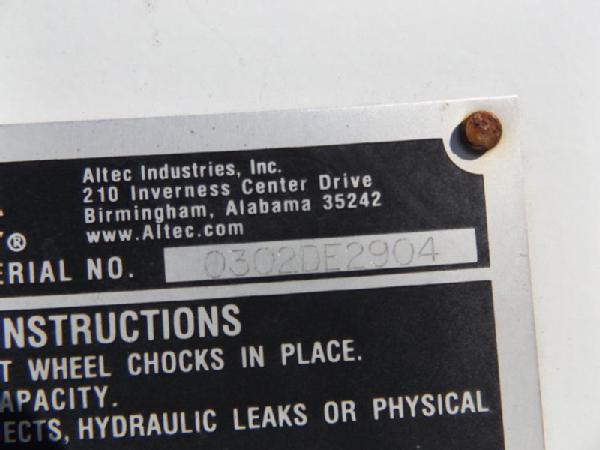 Altec Industries, Inc.
210 Inverness Center Drive
Birmingham, Alabama 35242
www.Altec.com
®
ERIAL NO. 0302DE2904
NSTRUCTIONS
T WHEEL CHOCKS IN PLACE.
APACITY.
ECTS, HYDRAULIC LEAKS OR PHYSICAL